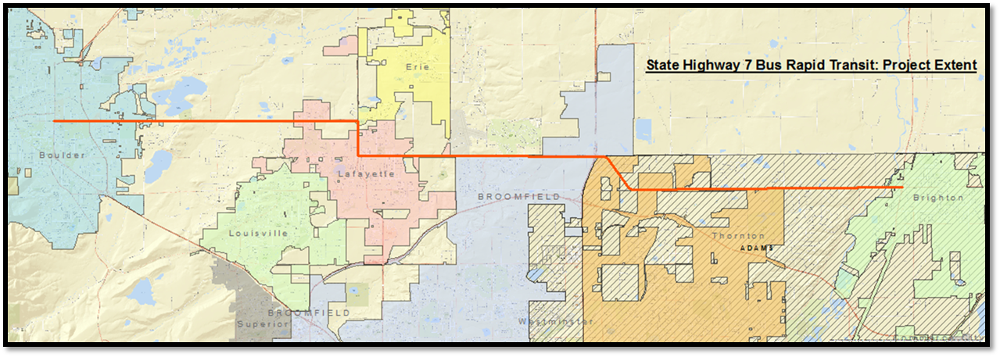 State Highway 7 Bus Rapid Transit: Project Extent
Erie
Boulder
Lafayette
BROOMFIELD
Brighton
Louisville
Thornton
ADAMS
BROOMFIELD
Superior
Westminster